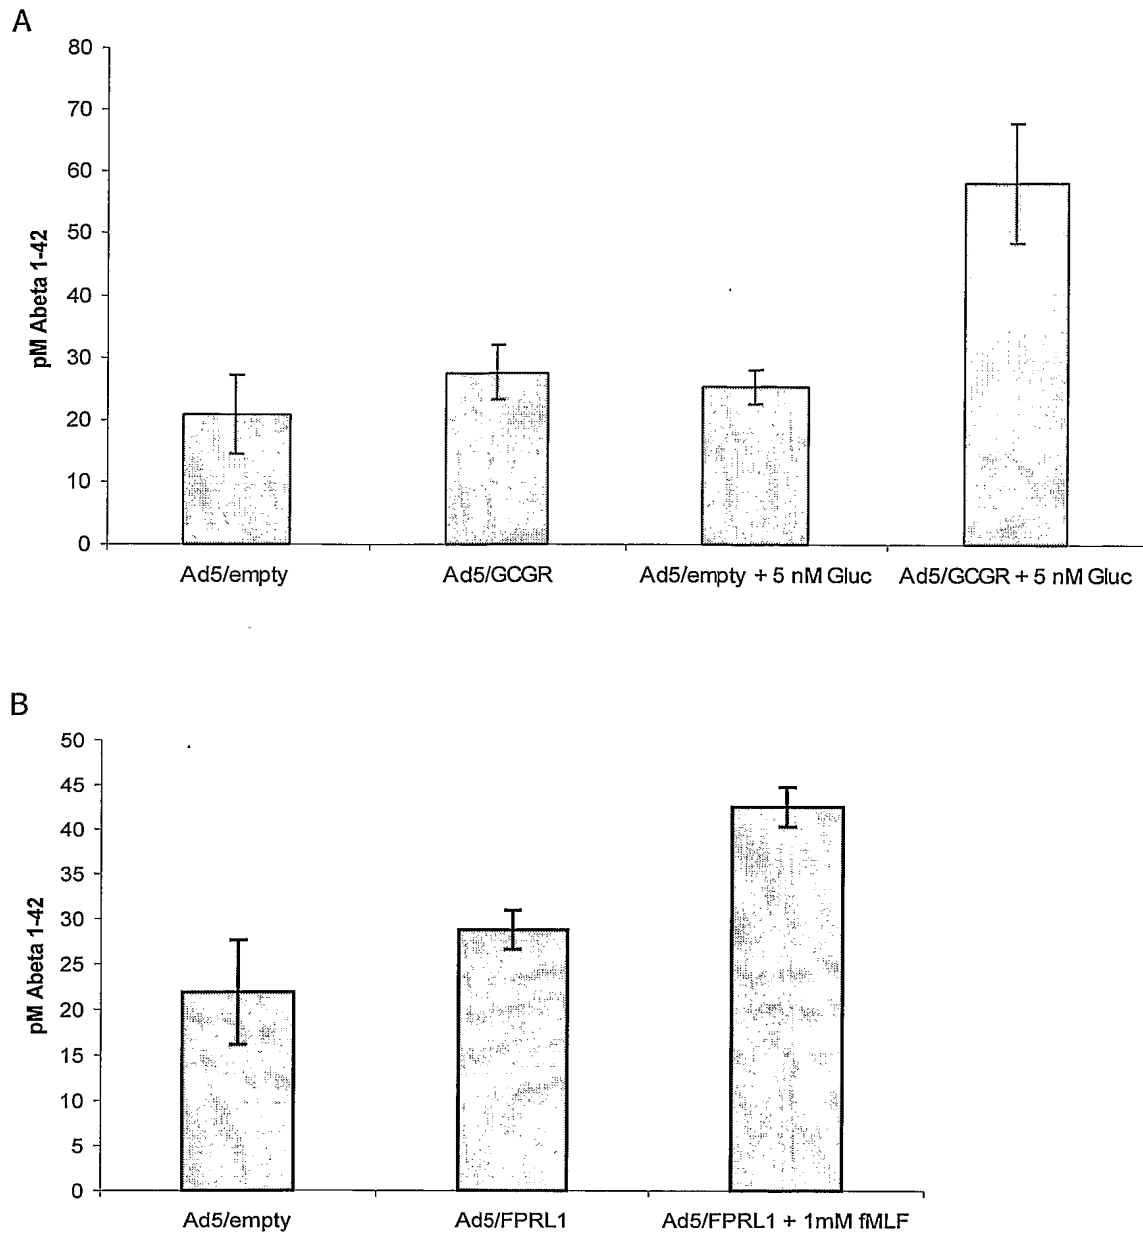 A
80
70
60
50
40
30
20
10
0
pM Abeta 1-42
Ad5/empty
Ad5/GCGR
Ad5/empty + 5 nM Gluc
Ad5/GCGR + 5 nM Gluc
B
50
45
40
35
30
25
20
15
10
5
0
pM Abeta 1-42
Ad5/empty
Ad5/FPRL1
Ad5/FPRL1 + 1mM fMLF